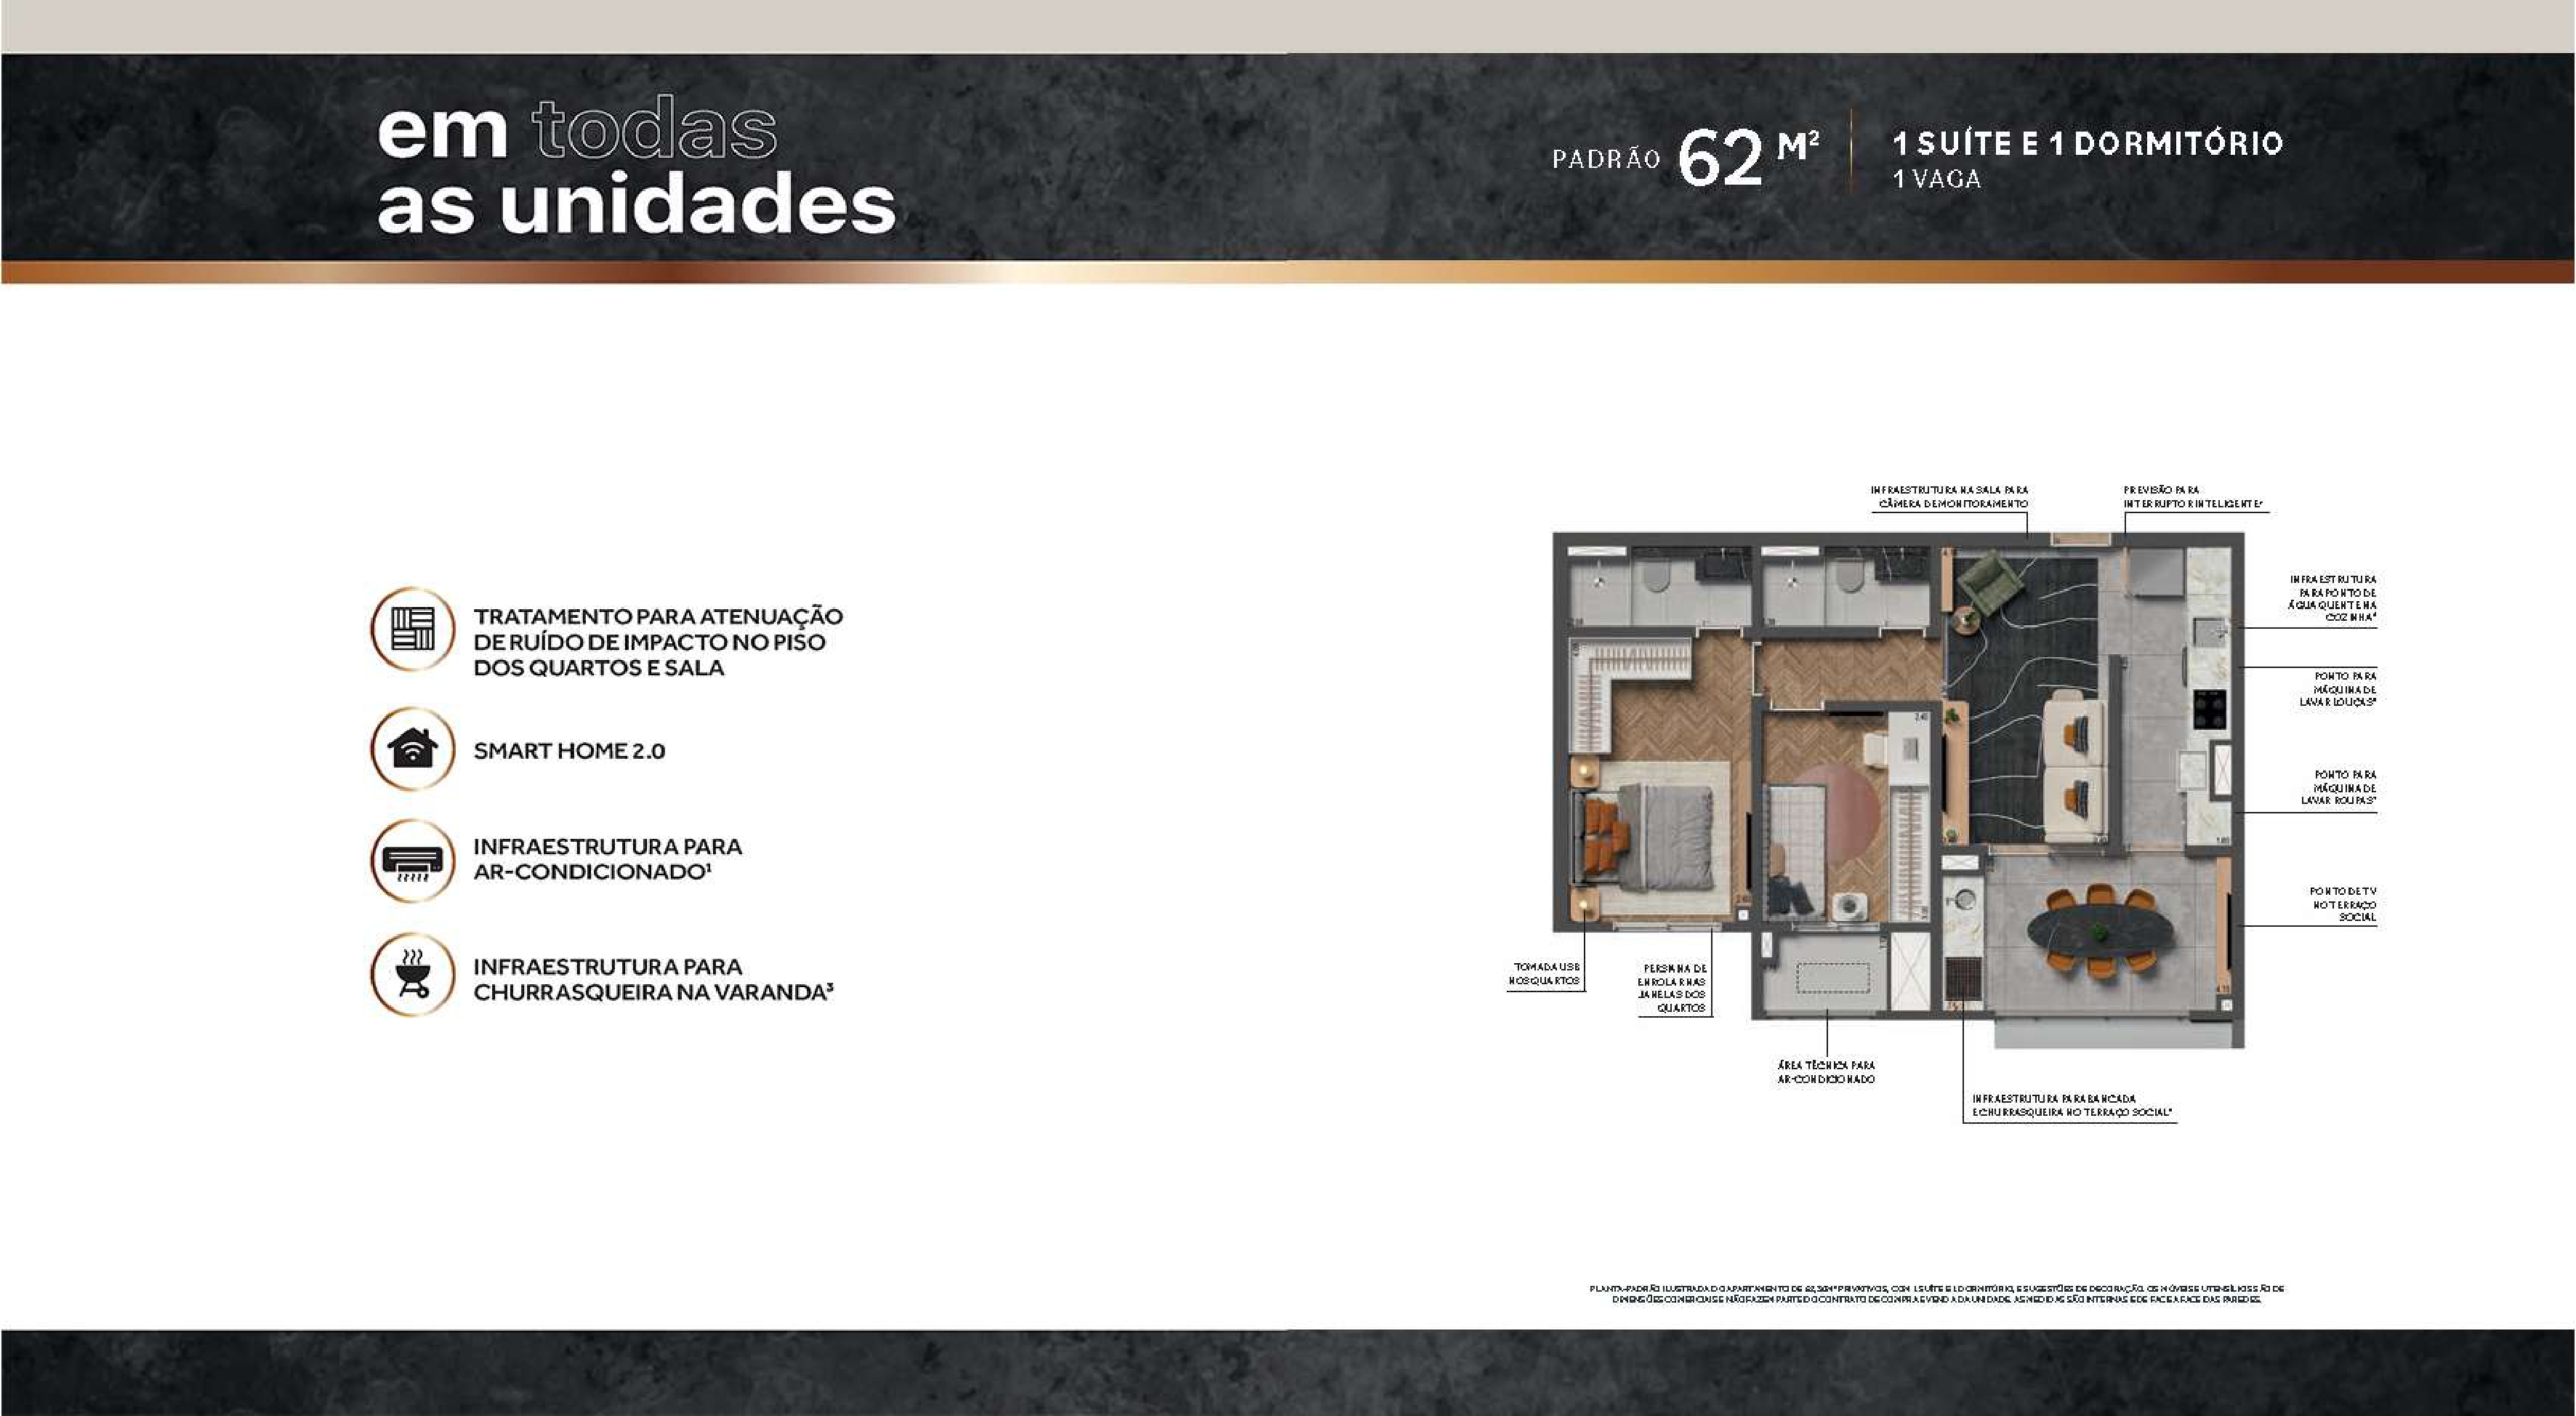 em todas
as unidades
PADRÃO 62 M²
1 SUÍTE E 1 DORMITÓRIO
1 VAGA
TRATAMENTO PARA ATENUAÇÃO
DE RUÍDO DE IMPACTO NO PISO
DOS QUARTOS E SALA
SMART HOME 2.0
INFRAESTRUTURA PARA
AR-CONDICIONADO¹
INFRAESTRUTURA PARA
CHURRASQUEIRA NA VARANDA³
INFRAESTRUTURA NA SALA PARA
CÂMERA DE MONITORAMENTO
PREVISÃO PARA
INTERRUPTOR INTELIGENTE²
INFRAESTRUTURA
PARA PONTO DE
ÁGUA QUENTE NA
COZINHA⁴
PONTO PARA
MÁQUINA DE
LAVAR LOUÇAS⁴
PONTO PARA
MÁQUINA DE
LAVAR ROUPAS⁴
PONTO DE TV
NO TERRAÇO
SOCIAL
TOMADA USB
NOS QUARTOS
PERSIANA DE
ENROLAR NAS
JANELAS DOS
QUARTOS
ÁREA TÉCNICA PARA
AR-CONDICIONADO
INFRAESTRUTURA PARA BANCADA
E CHURRASQUEIRA NO TERRAÇO SOCIAL³
PLANTA-PADRÃO ILUSTRADA DO APARTAMENTO DE PRIVATIVOS, COM 1 SUÍTE E 1 DORMITÓRIO, E SUGESTÕES DE DECORAÇÃO. OS MÓVEIS E UTENSÍLIOS SÃO DE
DIMENSÕES COMERCIAIS E NÃO FAZEM PARTE DO CONTRATO DE COMPRA E VENDA DA UNIDADE. AS MEDIDAS SÃO INTERNAS E DE FACE A FACE DAS PAREDES.